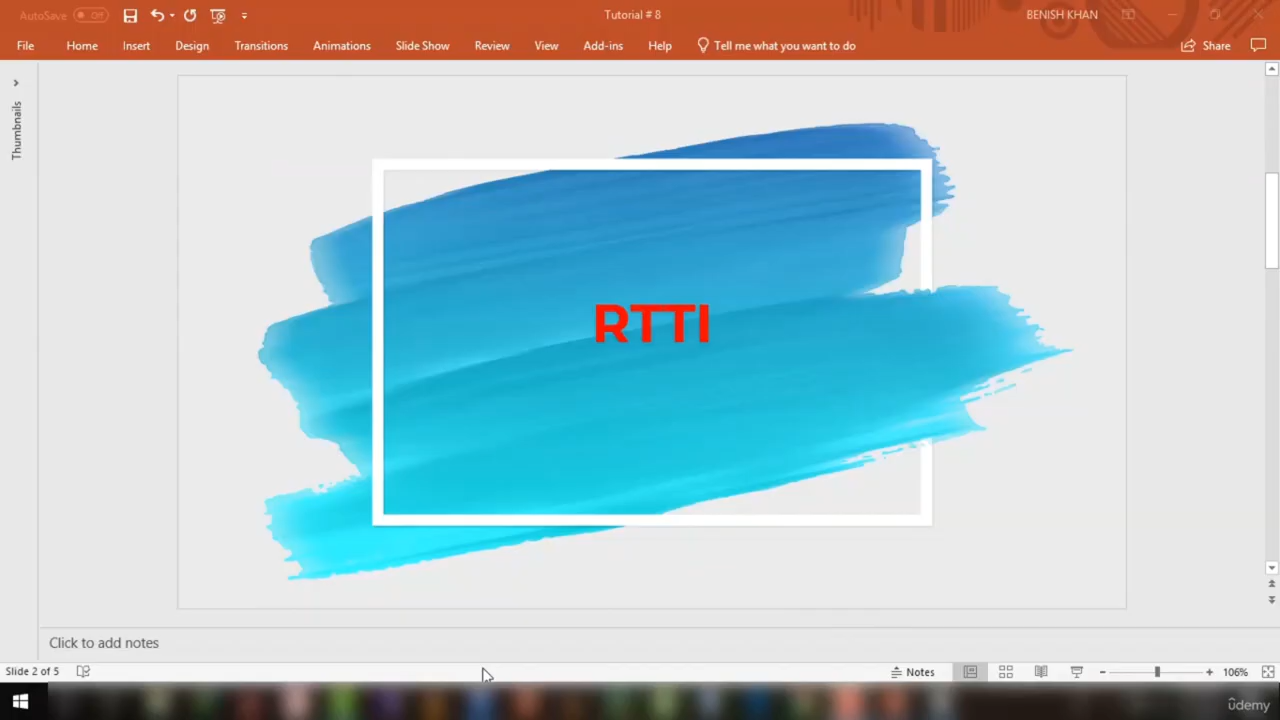 AutoSave Off
Tutorial # 8
BENISH KHAN
File Home Insert Design Transitions Animations Slide Show Review View Add-ins Help Tell me what you want to do Share
Thumbnails
RTTI
Click to add notes
Slide 2 of 5
Notes
106%
ûdemy